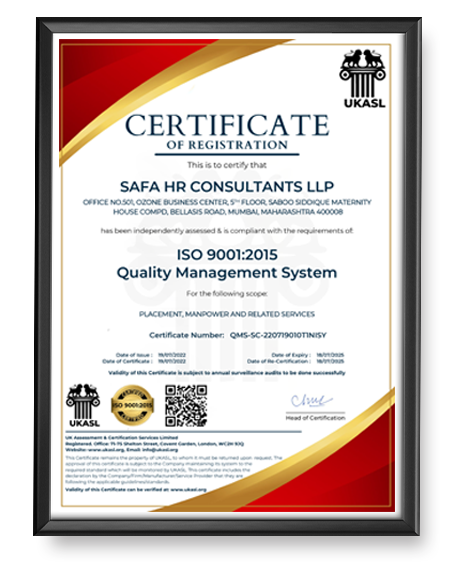 UKASL
CERTIFICATE
OF REGISTRATION
This is to certify that
SAFA HR CONSULTANTS LLP
OFFICE NO.501, OZONE BUSINESS CENTER, 5TH FLOOR, SABOO SIDDIQUE MATERNITY
HOUSE COMPD, BELLASIS ROAD, MUMBAI, MAHARASHTRA 400008
has been independently assessed & is compliant with the requirements of:
ISO 9001:2015
Quality Management System
For the following scope:
PLACEMENT, MANPOWER AND RELATED SERVICES
Certificate Number: QMS-SC-220719010T1NISY
Date of Issue : 19/07/2022 Date of Expiry : 18/07/2025
Date of Certificate : 19/07/2022 Date of Re-Certification : 18/07/2025
Validity of this Certificate is subject to annual surveillance audits to be done successfully
UKASL
ISO 9001:2015
Head of Certification
UK Assessment & Certification Services Limited
Registered. Office: 71-75 Shelton Street, Covent Garden, London, WC2H 9JQ
Website: www.ukasl.org, Email: info@ukasl.org
This Certificate remains the property of UKASL, to whom it must be returned upon request. The
approval of this certificate is subject to the Company maintaining its system to the
required standard which will be monitored by UKASL. This certificate includes the
declaration by the Company/Firm/Manufacturer/Service Provider that they are
following the applicable guidelines/standards.
Validity of this Certificate can be verified at: www.ukasl.org